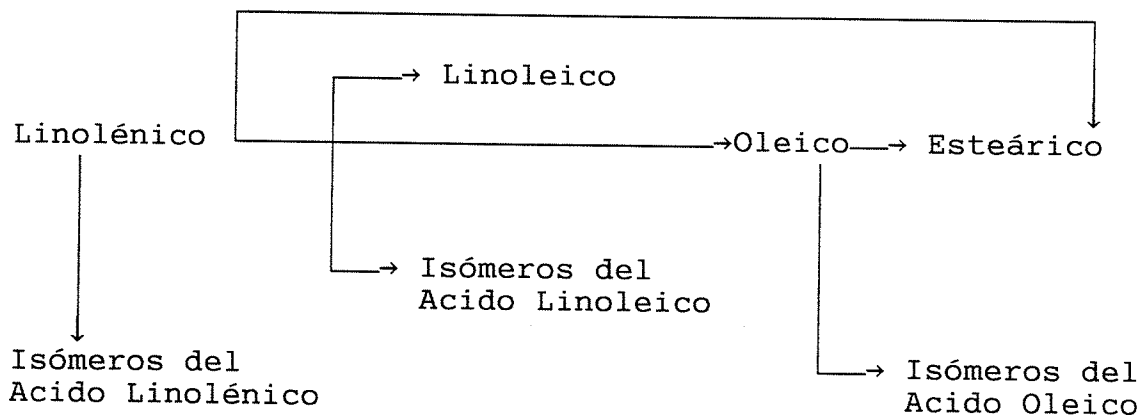 Linoleico
Linolénico
Oleico
Esteárico
Isómeros del
Acido Linoleico
Isómeros del
Acido Linolénico
Isómeros del
Acido Oleico